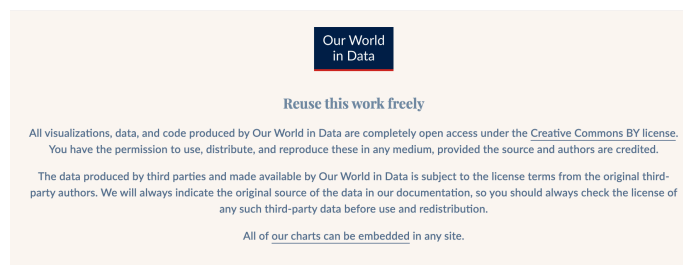 Our World
in Data
Reuse this work freely
All visualizations, data, and code produced by Our World in Data are completely open access under the Creative Commons BY license.
You have the permission to use, distribute, and reproduce these in any medium, provided the source and authors are credited.
The data produced by third parties and made available by Our World in Data is subject to the license terms from the original third-
party authors. We will always indicate the original source of the data in our documentation, so you should always check the license of
any such third-party data before use and redistribution.
All of our charts can be embedded in any site.